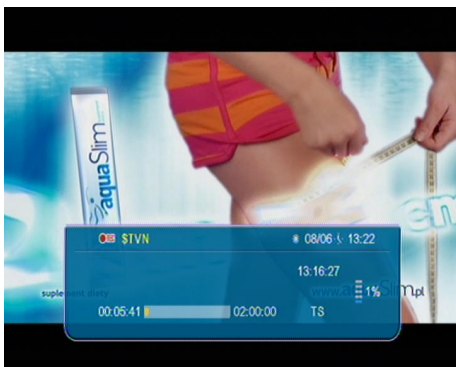 aquaSlim
$TVN
08/06 13:22
13:16:27
suplement diety
www.aquaSlim.pl
1%
00:05:41
02:00:00
TS